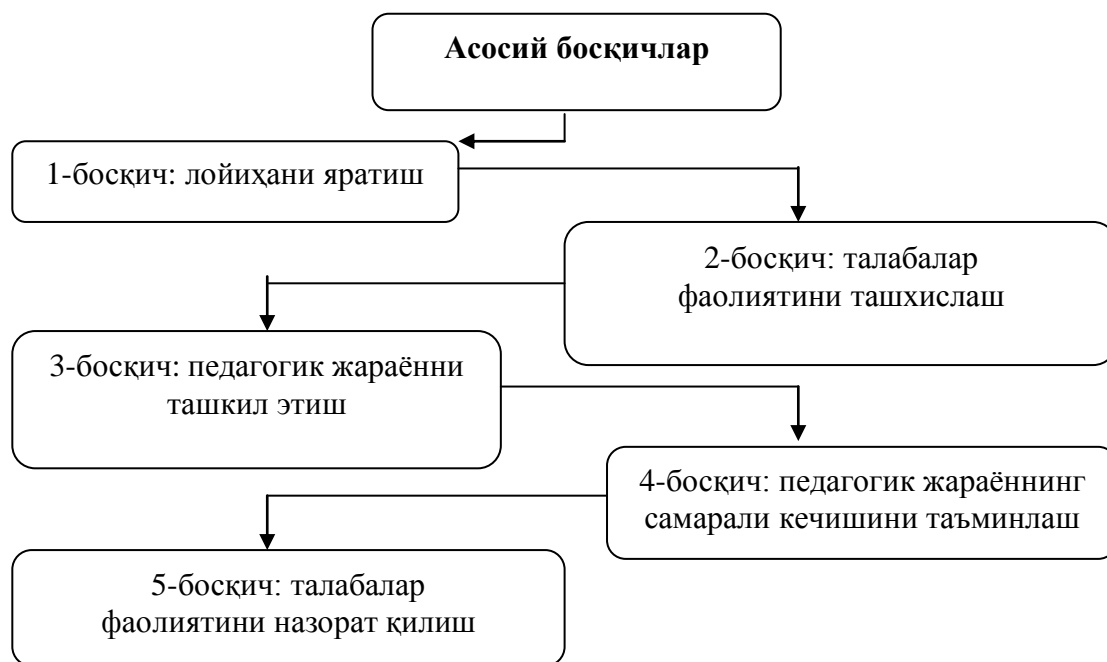 Асосий босқичлар
1-босқич: лойиҳани яратиш
2-босқич: талабалар
фаолиятини ташхислаш
3-босқич: педагогик жараённи
ташкил этиш
4-босқич: педагогик жараённинг
самарали кечишини таъминлаш
5-босқич: талабалар
фаолиятини назорат қилиш